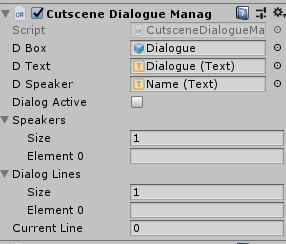 Cutscene Dialogue Manag
Script CutsceneDialogueMa
D Box Dialogue
D Text Dialogue (Text)
D Speaker Name (Text)
Dialog Active
Speakers
Size 1
Element 0
Dialog Lines
Size 1
Element 0
Current Line 0